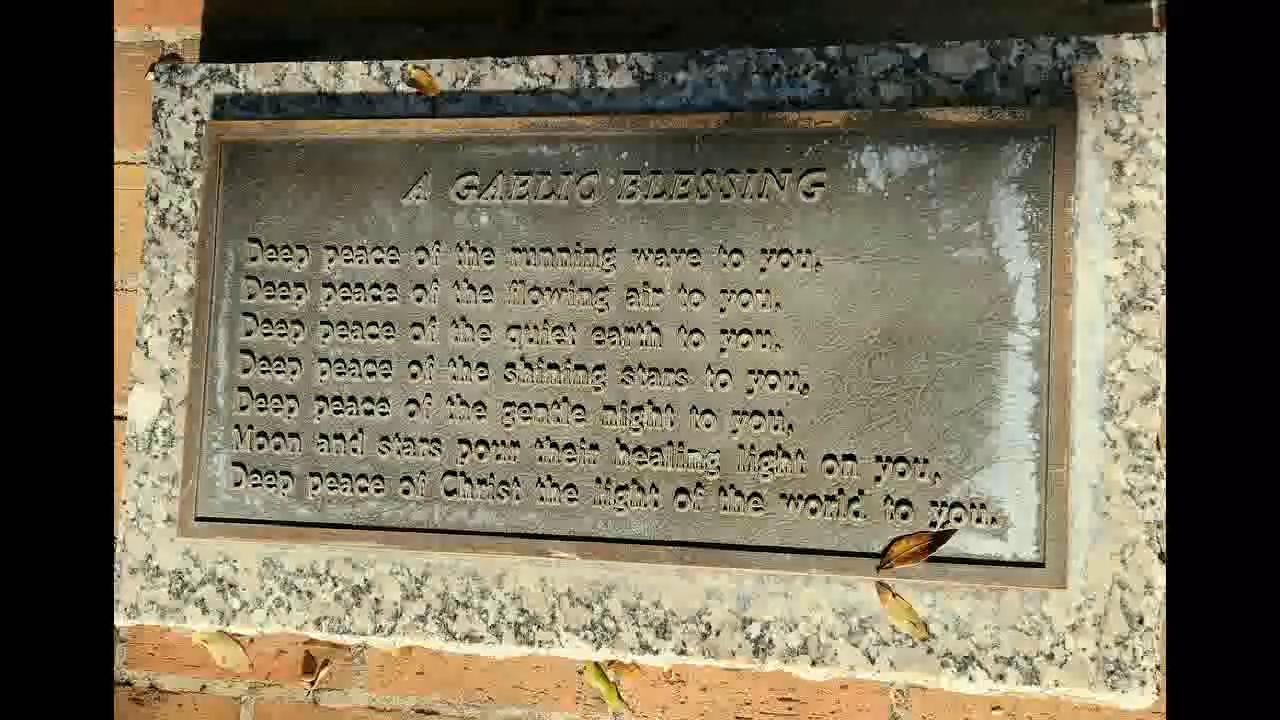 A GAELIC BLESSING
Deep peace of the running wave to you,
Deep peace of the flowing air to you,
Deep peace of the quiet earth to you,
Deep peace of the shining stars to you,
Deep peace of the gentle night to you,
Moon and stars pour their healing light on you,
Deep peace of Christ the light of the world to you.